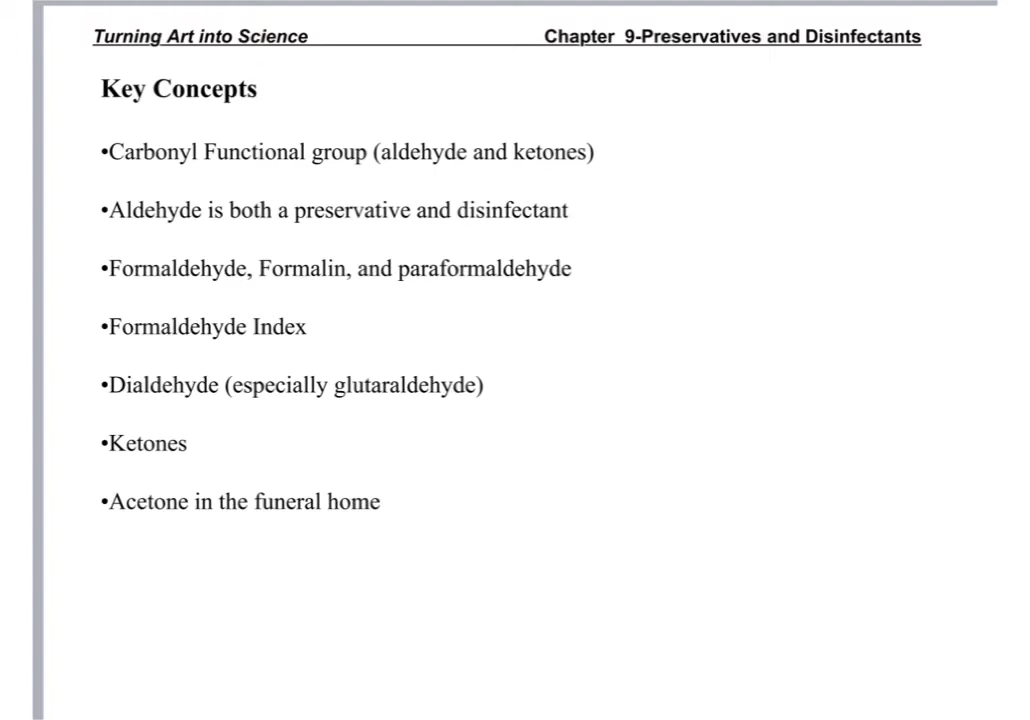 Turning Art into Science Chapter 9-Preservatives and Disinfectants
Key Concepts
•Carbonyl Functional group (aldehyde and ketones)
•Aldehyde is both a preservative and disinfectant
•Formaldehyde, Formalin, and paraformaldehyde
•Formaldehyde Index
•Dialdehyde (especially glutaraldehyde)
•Ketones
•Acetone in the funeral home